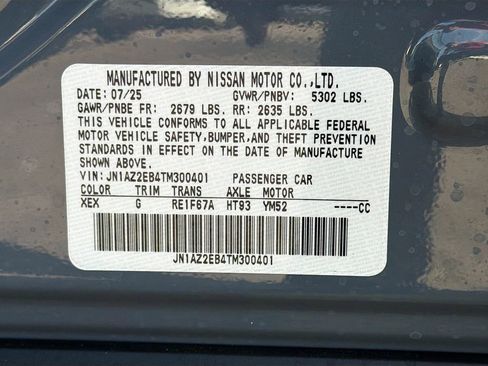 MANUFACTURED BY NISSAN MOTOR CO.,LTD.
DATE: 07/25 GVWR/PNBV: 5302 LBS.
GAWR/PNBE FR: 2679 LBS. RR: 2635 LBS.
THIS VEHICLE CONFORMS TO ALL APPLICABLE FEDERAL
MOTOR VEHICLE SAFETY, BUMPER, AND THEFT PREVENTION
STANDARDS IN EFFECT ON THE DATE OF MANUFACTURE
SHOWN ABOVE.
VIN: JN1AZ2EB4TM300401 PASSENGER CAR
COLOR TRIM TRANS AXLE MOTOR
XEX G RE1F67A HT93 YM52 ----CC
JN1AZ2EB4TM300401